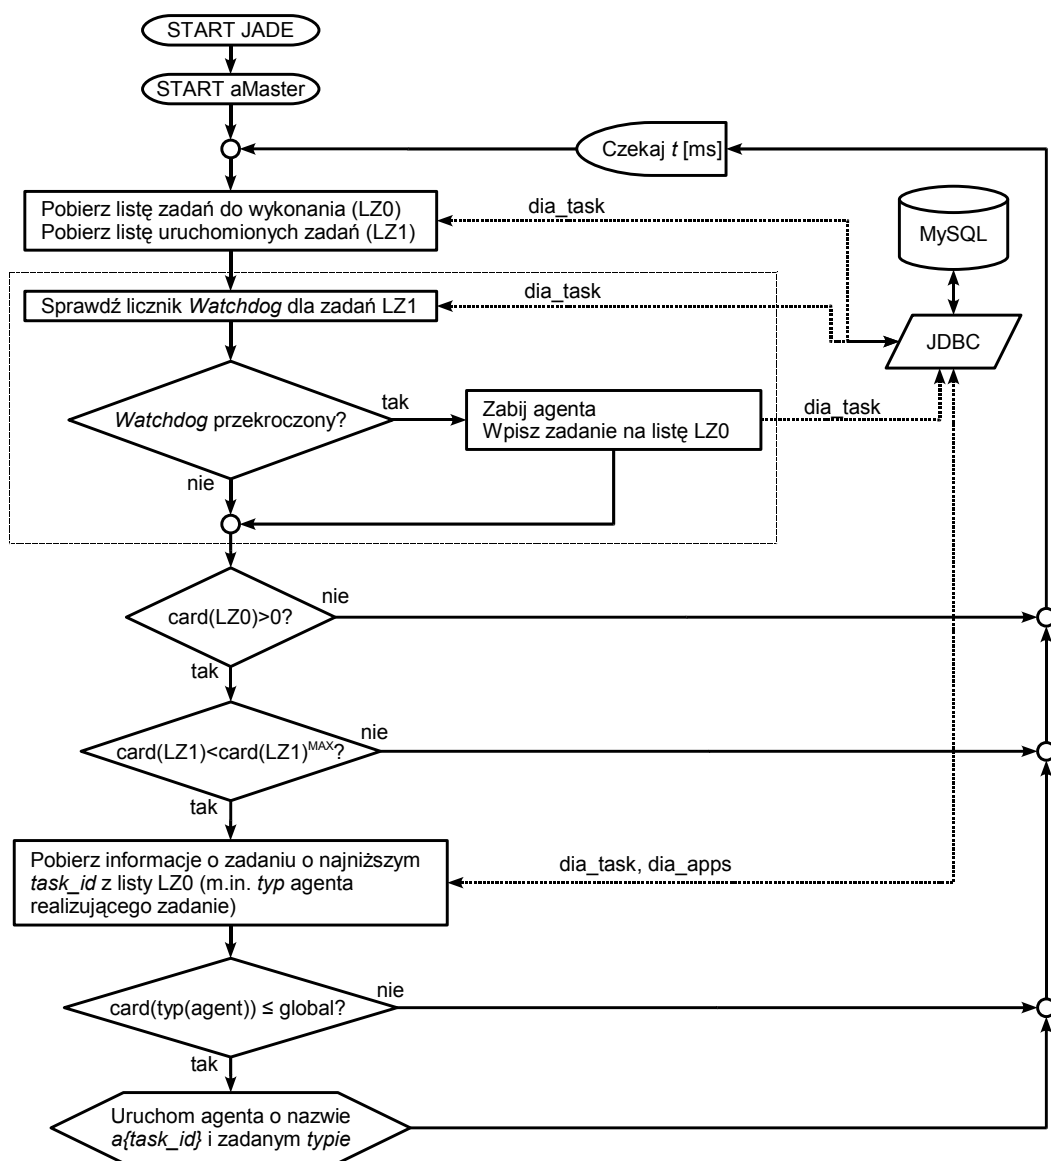 START JADE
START aMaster
Czekaj t [ms]
Pobierz listę zadań do wykonania (LZ0)
Pobierz listę uruchomionych zadań (LZ1)
dia_task
MySQL
Sprawdź licznik Watchdog dla zadań LZ1
dia_task
JDBC
Watchdog przekroczony?
tak
Zabij agenta
Wpisz zadanie na listę LZ0
dia_task
nie
card(LZ0)>0?
nie
tak
card(LZ1)<card(LZ1)^MAX?
nie
tak
Pobierz informacje o zadaniu o najniższym
task_id z listy LZ0 (m.in. typ agenta
realizującego zadanie)
dia_task, dia_apps
card(typ(agent)) ≤ global?
nie
tak
Uruchom agenta o nazwie
a{task_id} i zadanym typie